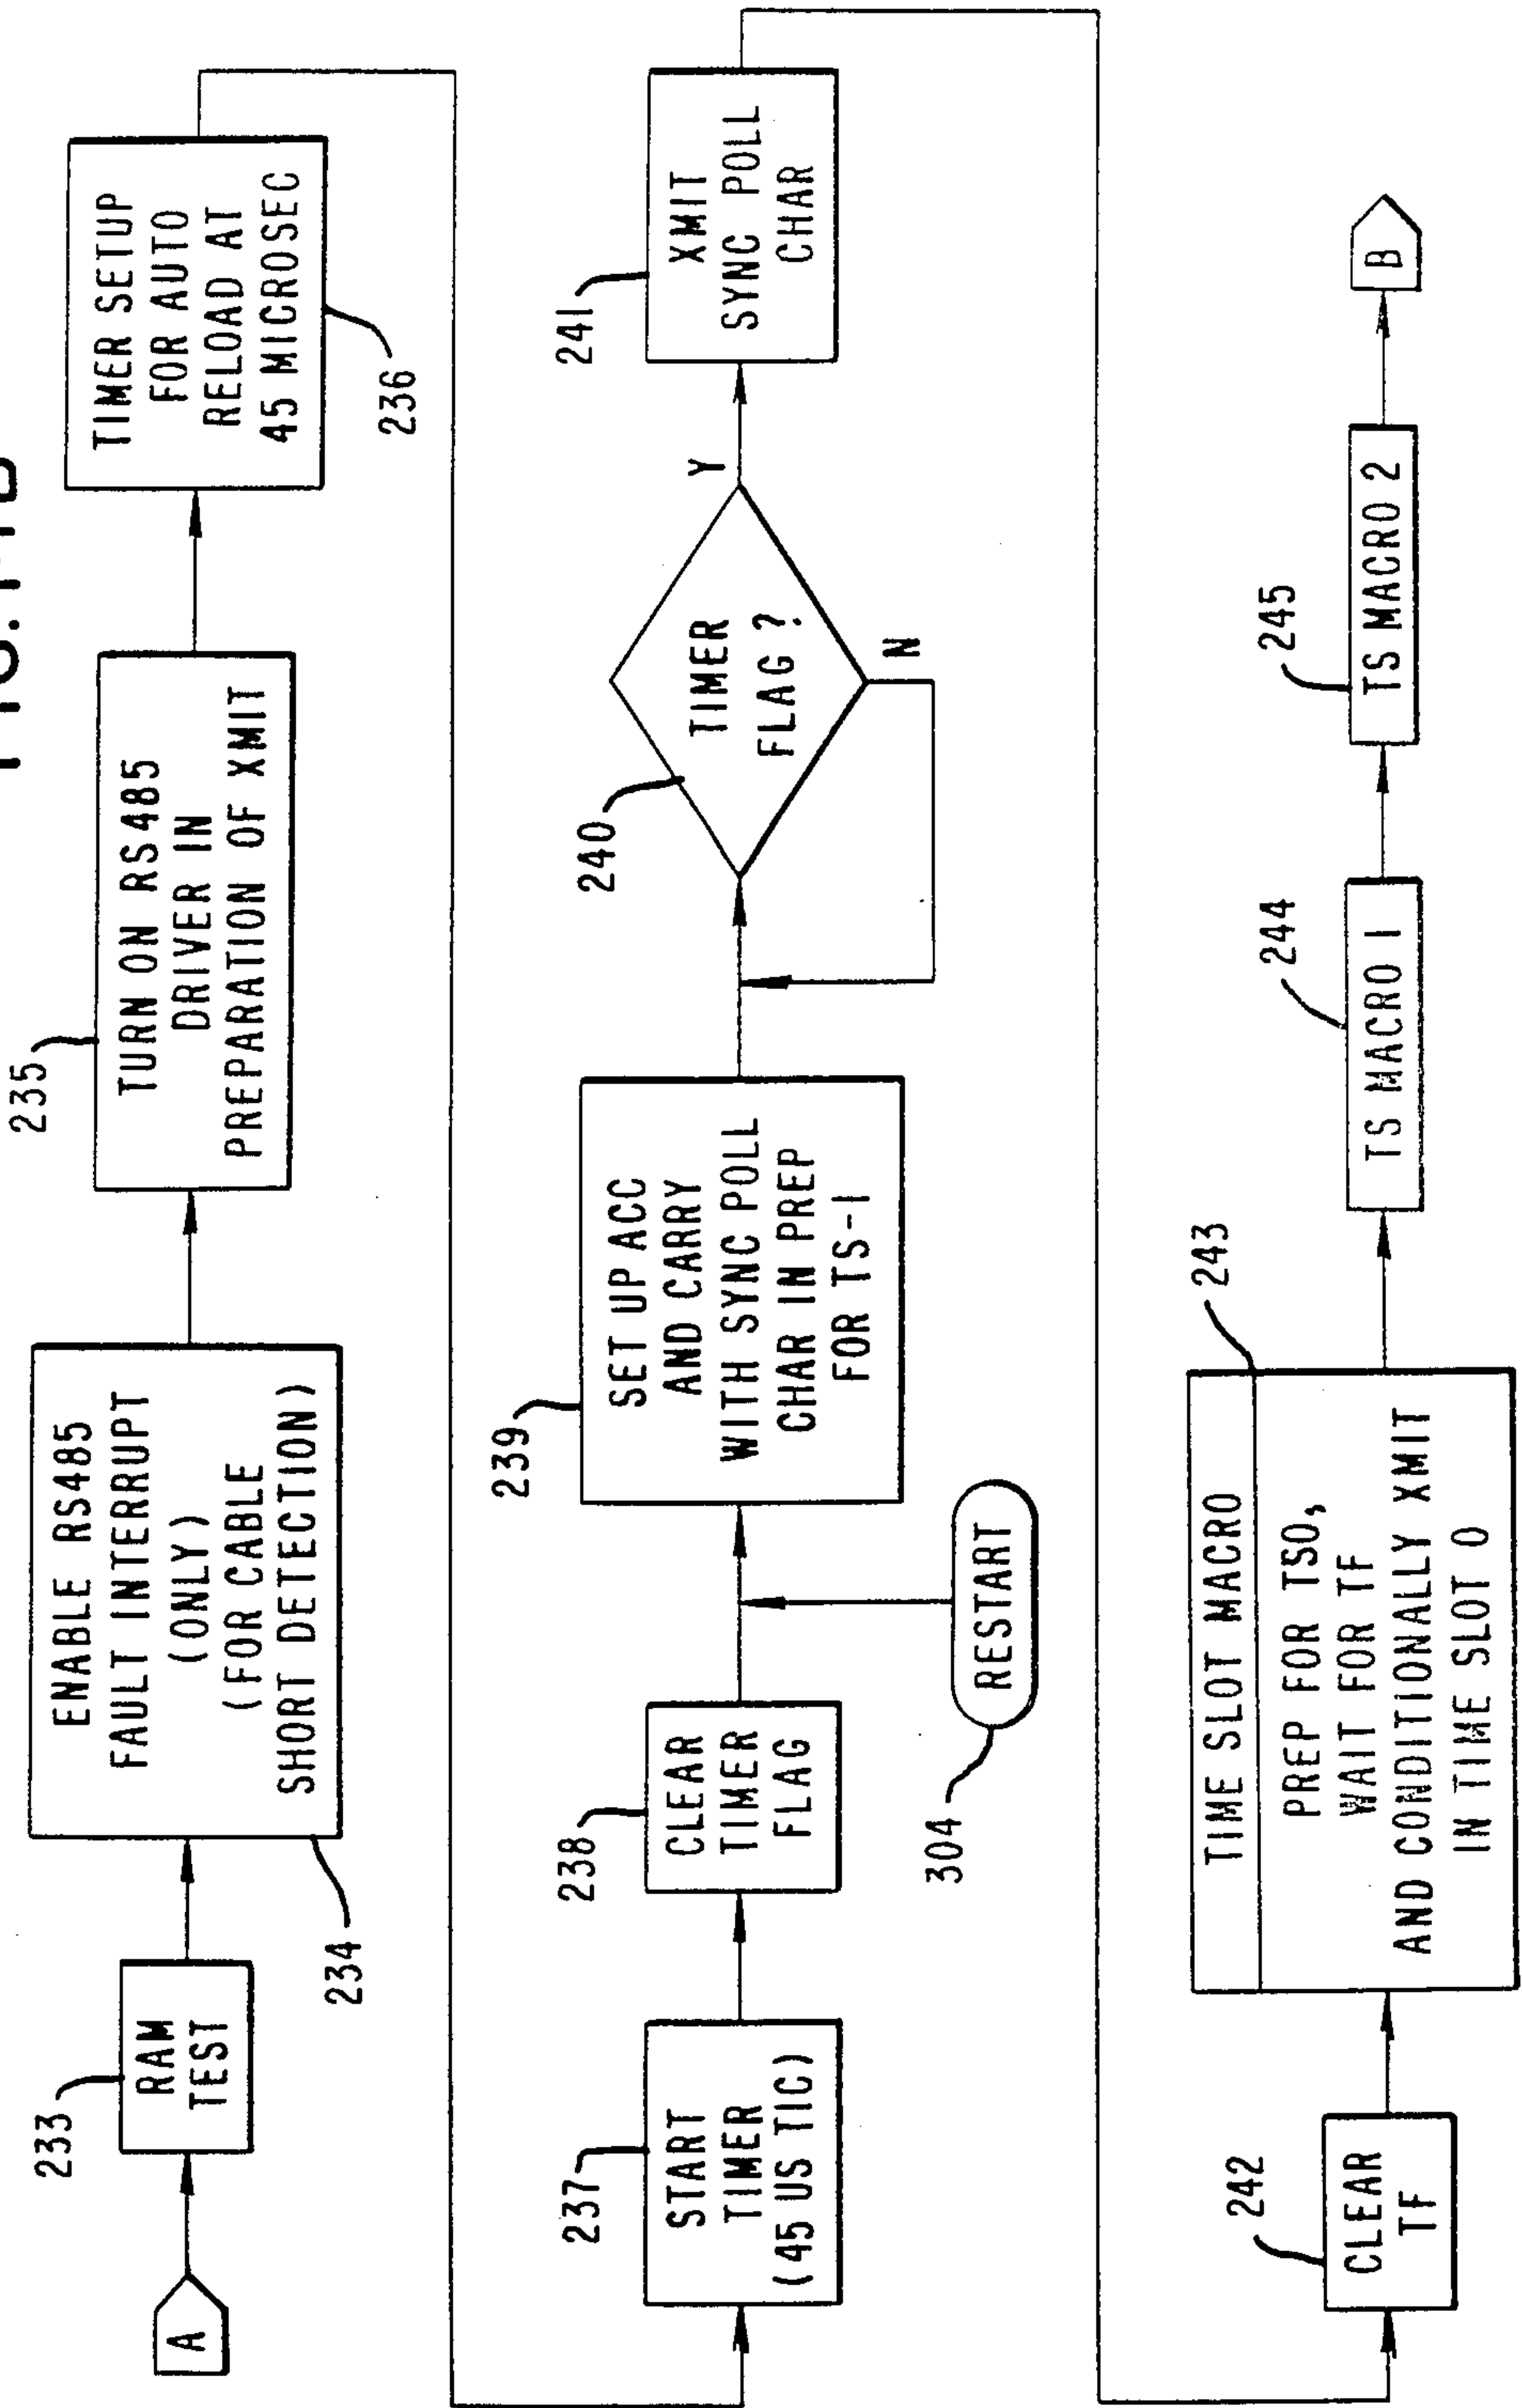 A
233
RAM
TEST
234
ENABLE RS485
FAULT INTERRUPT
(ONLY)
(FOR CABLE
SHORT DETECTION)
235
TURN ON RS485
DRIVER IN
PREPARATION OF XMIT
236
TIMER SETUP
FOR AUTO
RELOAD AT
45 MICROSEC
237
START
TIMER
(45 US TIC)
238
CLEAR
TIMER
FLAG
304
RESTART
239
SET UP ACC
AND CARRY
WITH SYNC POLL
CHAR IN PREP
FOR TS-1
240
TIMER
FLAG ?
Y
N
241
XMIT
SYNC POLL
CHAR
242
CLEAR
TF
243
TIME SLOT MACRO
PREP FOR TS0,
WAIT FOR TF
AND CONDITIONALLY XMIT
IN TIME SLOT 0
244
TS MACRO 1
245
TS MACRO 2
B